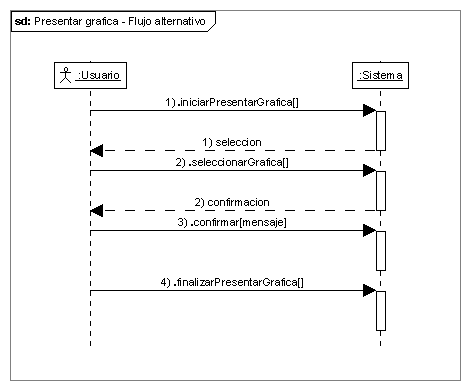 sd: Presentar grafica - Flujo alternativo
:Usuario
:Sistema
1) .iniciarPresentarGrafica[]
1) seleccion
2) .seleccionarGrafica[]
2) confirmacion
3) .confirmar[mensaje]
4) .finalizarPresentarGrafica[]